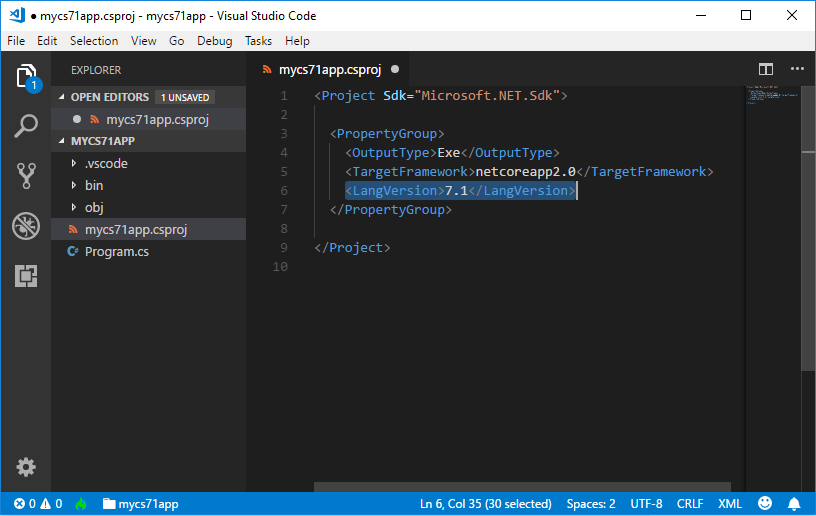 ● mycs71app.csproj - mycs71app - Visual Studio Code
File Edit Selection View Go Debug Tasks Help
EXPLORER
OPEN EDITORS 1 UNSAVED
● mycs71app.csproj
MYCS71APP
.vscode
bin
obj
mycs71app.csproj
C# Program.cs
1
mycs71app.csproj ●
1 <Project Sdk="Microsoft.NET.Sdk">
2
3 <PropertyGroup>
4 <OutputType>Exe</OutputType>
5 <TargetFramework>netcoreapp2.0</TargetFramework>
6 <LangVersion>7.1</LangVersion>
7 </PropertyGroup>
8
9 </Project>
10
0 0 mycs71app Ln 6, Col 35 (30 selected) Spaces: 2 UTF-8 CRLF XML